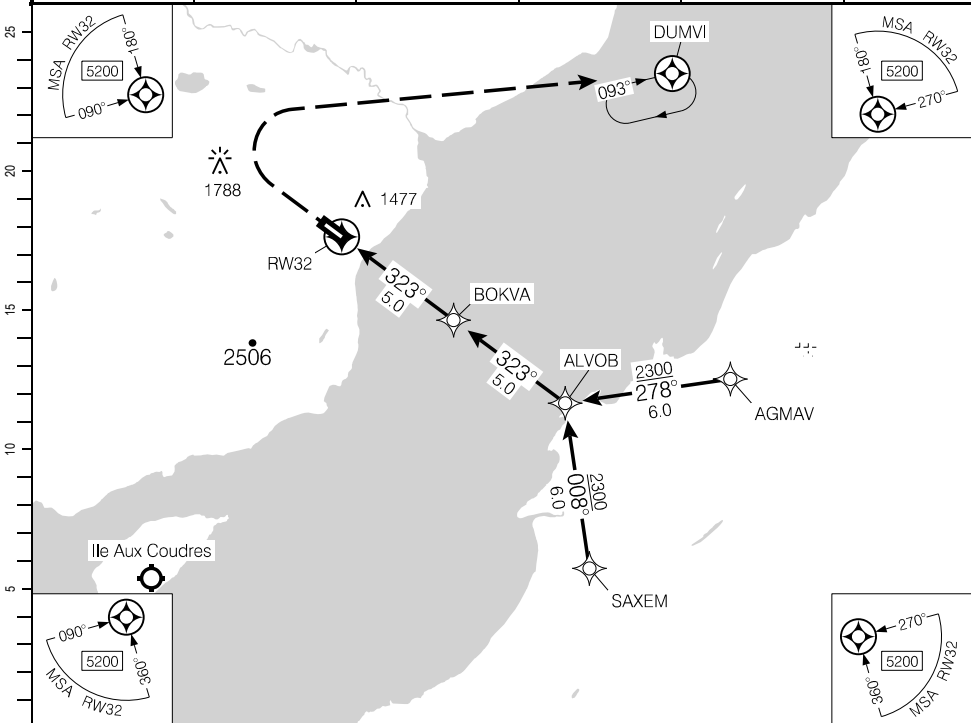 25
20
15
10
5
MSA RW32
180°
5200
090°
DUMVI
093°
MSA RW32
180°
5200
270°
1788
1477
RW32
323°
5.0
BOKVA
2506
323°
5.0
ALVOB
2300
278°
6.0
AGMAV
2300
008°
6.0
SAXEM
Ile Aux Coudres
090°
5200
360°
MSA RW32
270°
5200
360°
MSA RW32